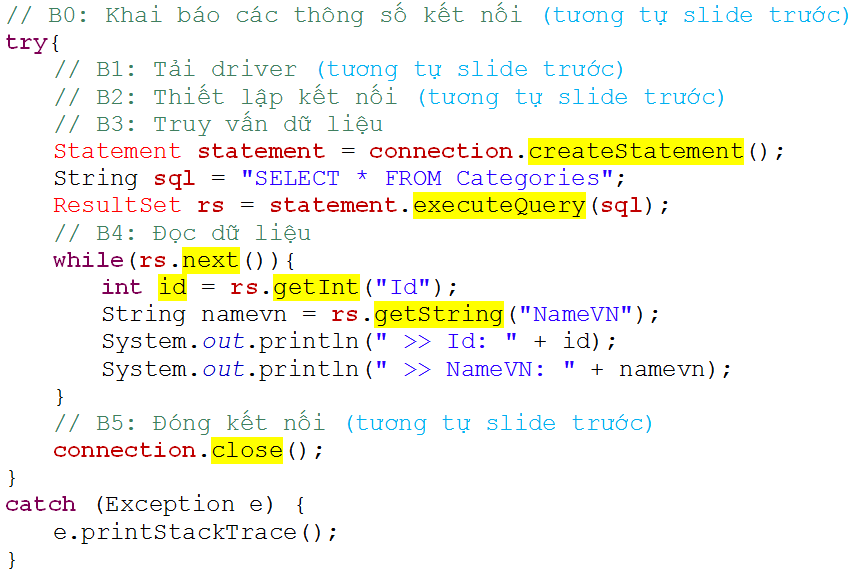 // B0: Khai báo các thông số kết nối (tương tự slide trước)
try{
// B1: Tải driver (tương tự slide trước)
// B2: Thiết lập kết nối (tương tự slide trước)
// B3: Truy vấn dữ liệu
Statement statement = connection.createStatement();
String sql = "SELECT * FROM Categories";
ResultSet rs = statement.executeQuery(sql);
// B4: Đọc dữ liệu
while(rs.next()){
int id = rs.getInt("Id");
String namevn = rs.getString("NameVN");
System.out.println(" >> Id: " + id);
System.out.println(" >> NameVN: " + namevn);
}
// B5: Đóng kết nối (tương tự slide trước)
connection.close();
}
catch (Exception e) {
e.printStackTrace();
}